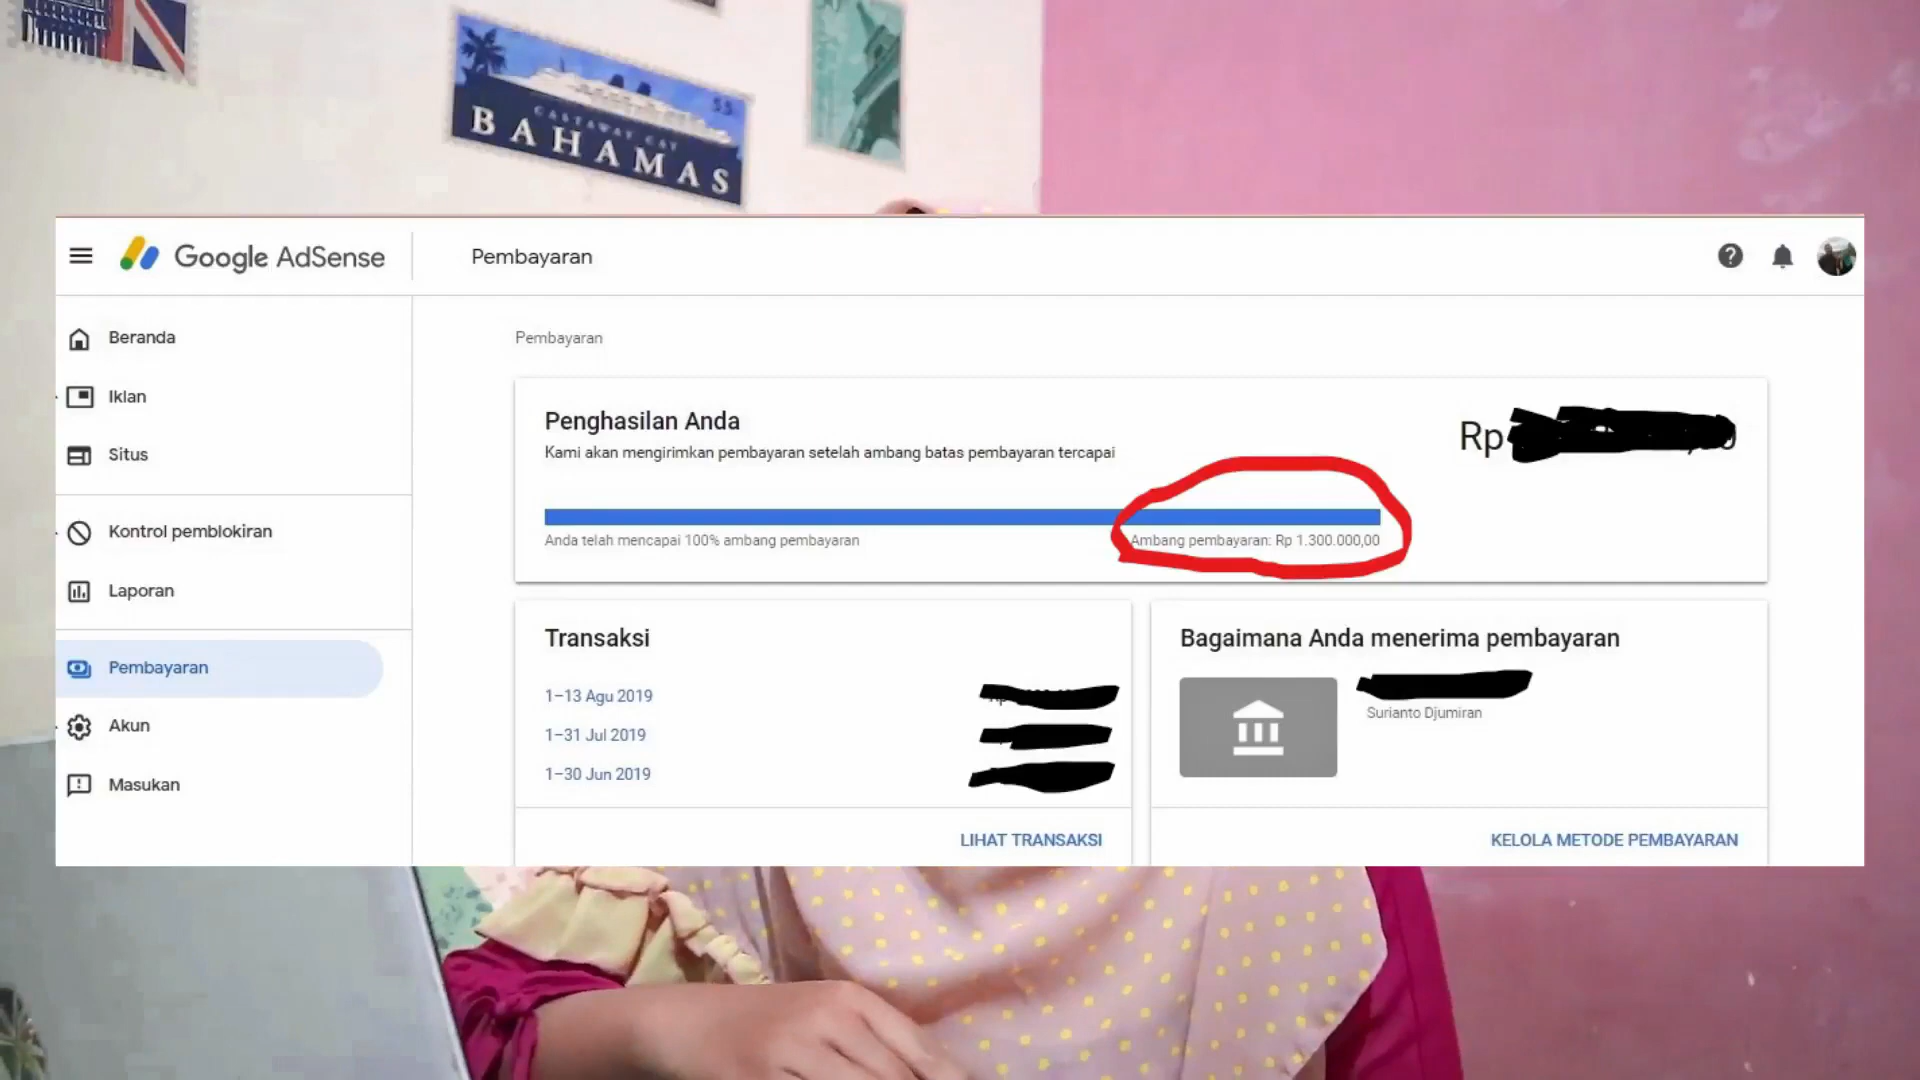 $5
CASTAWAY CAY
BAHAMAS
Google AdSense
Pembayaran
Beranda
Iklan
Situs
Kontrol pemblokiran
Laporan
Pembayaran
Akun
Masukan
Pembayaran
Penghasilan Anda
Rp
Kami akan mengirimkan pembayaran setelah ambang batas pembayaran tercapai
Anda telah mencapai 100% ambang pembayaran
Ambang pembayaran: Rp 1.300.000,00
Transaksi
1–13 Agu 2019
1–31 Jul 2019
1–30 Jun 2019
LIHAT TRANSAKSI
Bagaimana Anda menerima pembayaran
Surianto Djumiran
KELOLA METODE PEMBAYARAN